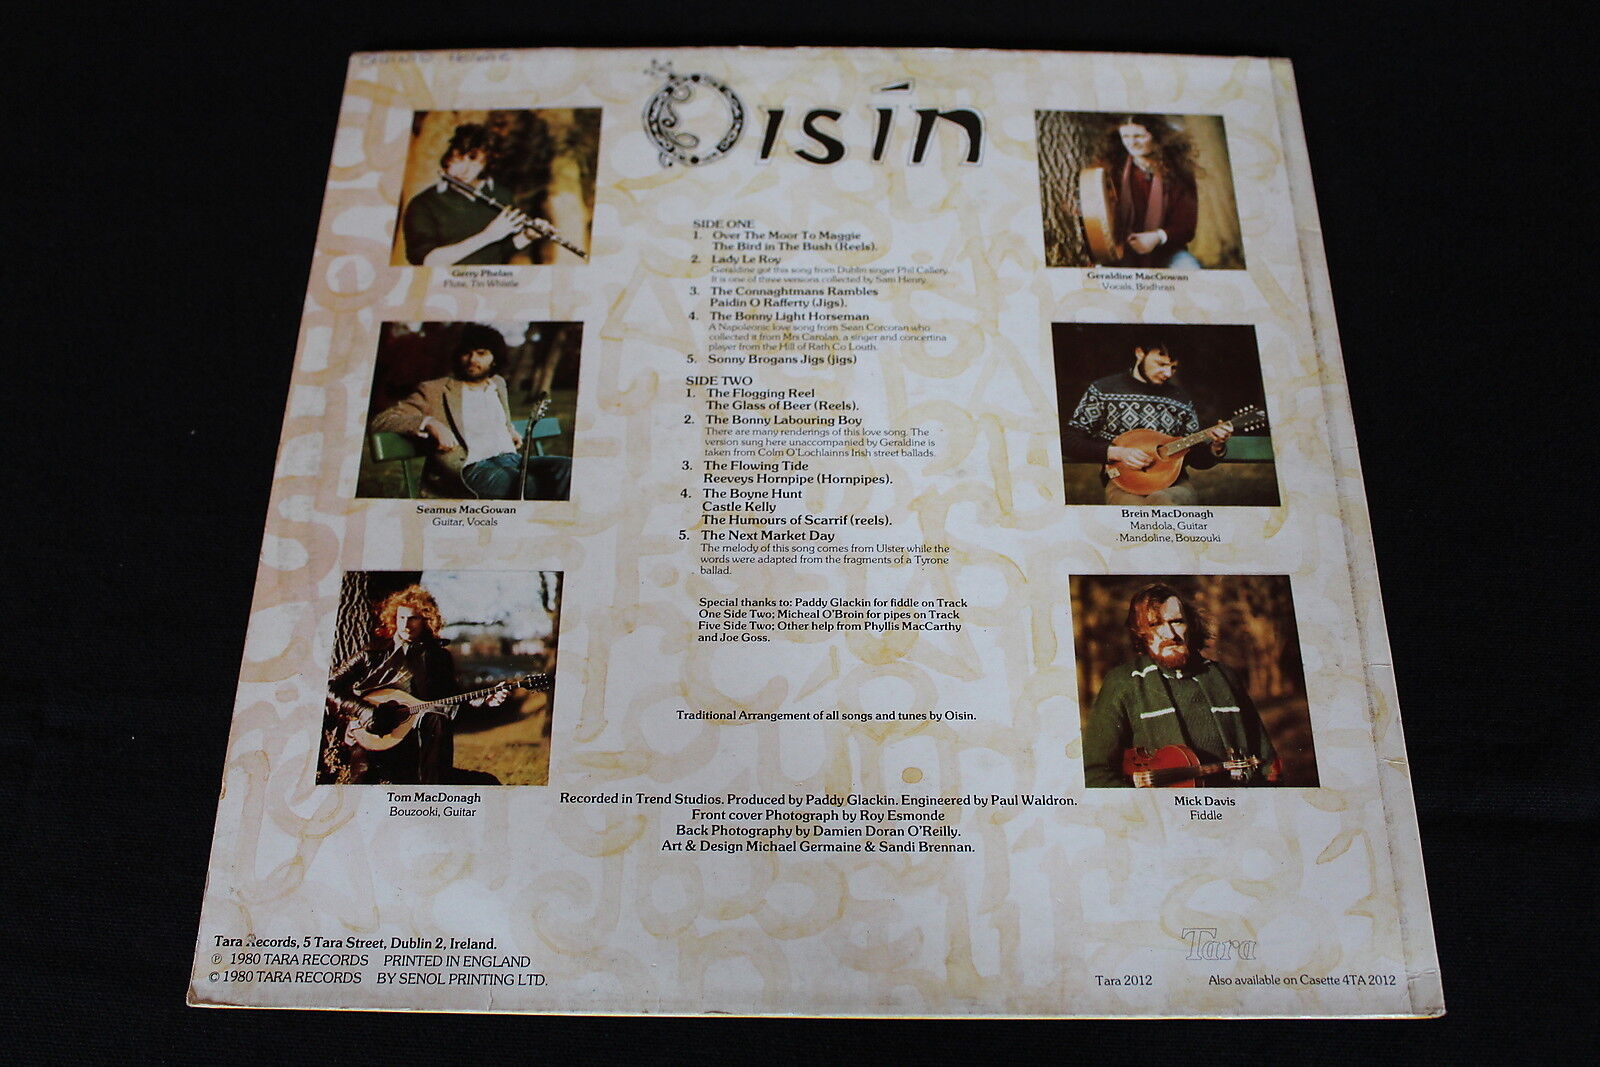 Oisín
Gerry Phelan
Flute, Tin Whistle
Geraldine MacGowan
Vocals, Bodhran
SIDE ONE
1. Over The Moor To Maggie
The Bird in The Bush (Reels).
2. Lady Le Roy
Geraldine got this song from Dublin singer Phil Callery.
It is one of three versions collected by Sam Henry.
3. The Connaghtmans Rambles
Paidin O Rafferty (Jigs).
4. The Bonny Light Horseman
A Napoleonic love song from Sean Corcoran who
collected it from Mrs Carolan, a singer and concertina
player from the Hill of Rath Co Louth.
5. Sonny Brogans Jigs (jigs)
SIDE TWO
1. The Flogging Reel
The Glass of Beer (Reels).
2. The Bonny Labouring Boy
There are many renderings of this love song. The
version sung here unaccompanied by Geraldine is
taken from Colm O'Lochlainns Irish street ballads.
3. The Flowing Tide
Reeveys Hornpipe (Hornpipes).
4. The Boyne Hunt
Castle Kelly
The Humours of Scarrif (reels).
5. The Next Market Day
The melody of this song comes from Ulster while the
words were adapted from the fragments of a Tyrone
ballad.
Seamus MacGowan
Guitar, Vocals
Brein MacDonagh
Mandola, Guitar
Mandoline, Bouzouki
Special thanks to: Paddy Glackin for fiddle on Track
One Side Two; Micheal O'Broin for pipes on Track
Five Side Two; Other help from Phyllis MacCarthy
and Joe Goss.
Traditional Arrangement of all songs and tunes by Oisin.
Tom MacDonagh
Bouzooki, Guitar
Mick Davis
Fiddle
Recorded in Trend Studios. Produced by Paddy Glackin. Engineered by Paul Waldron.
Front cover Photograph by Roy Esmonde
Back Photography by Damien Doran O'Reilly.
Art & Design Michael Germaine & Sandi Brennan.
Tara Records, 5 Tara Street, Dublin 2, Ireland.
℗ 1980 TARA RECORDS PRINTED IN ENGLAND
© 1980 TARA RECORDS BY SENOL PRINTING LTD.
Tara
Tara 2012
Also available on Casette 4TA 2012